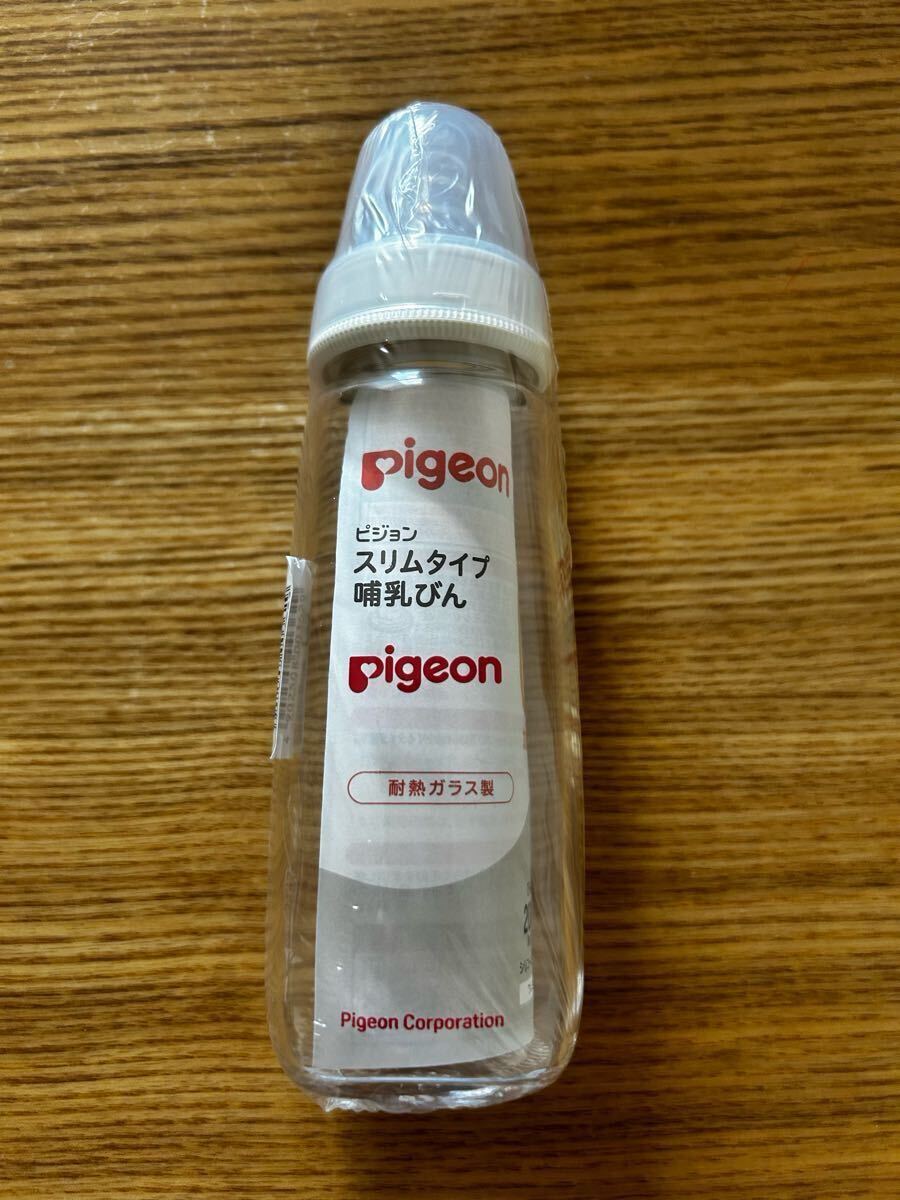 pigeon
ピジョン
スリムタイプ
哺乳びん
pigeon
耐熱ガラス製
Pigeon Corporation